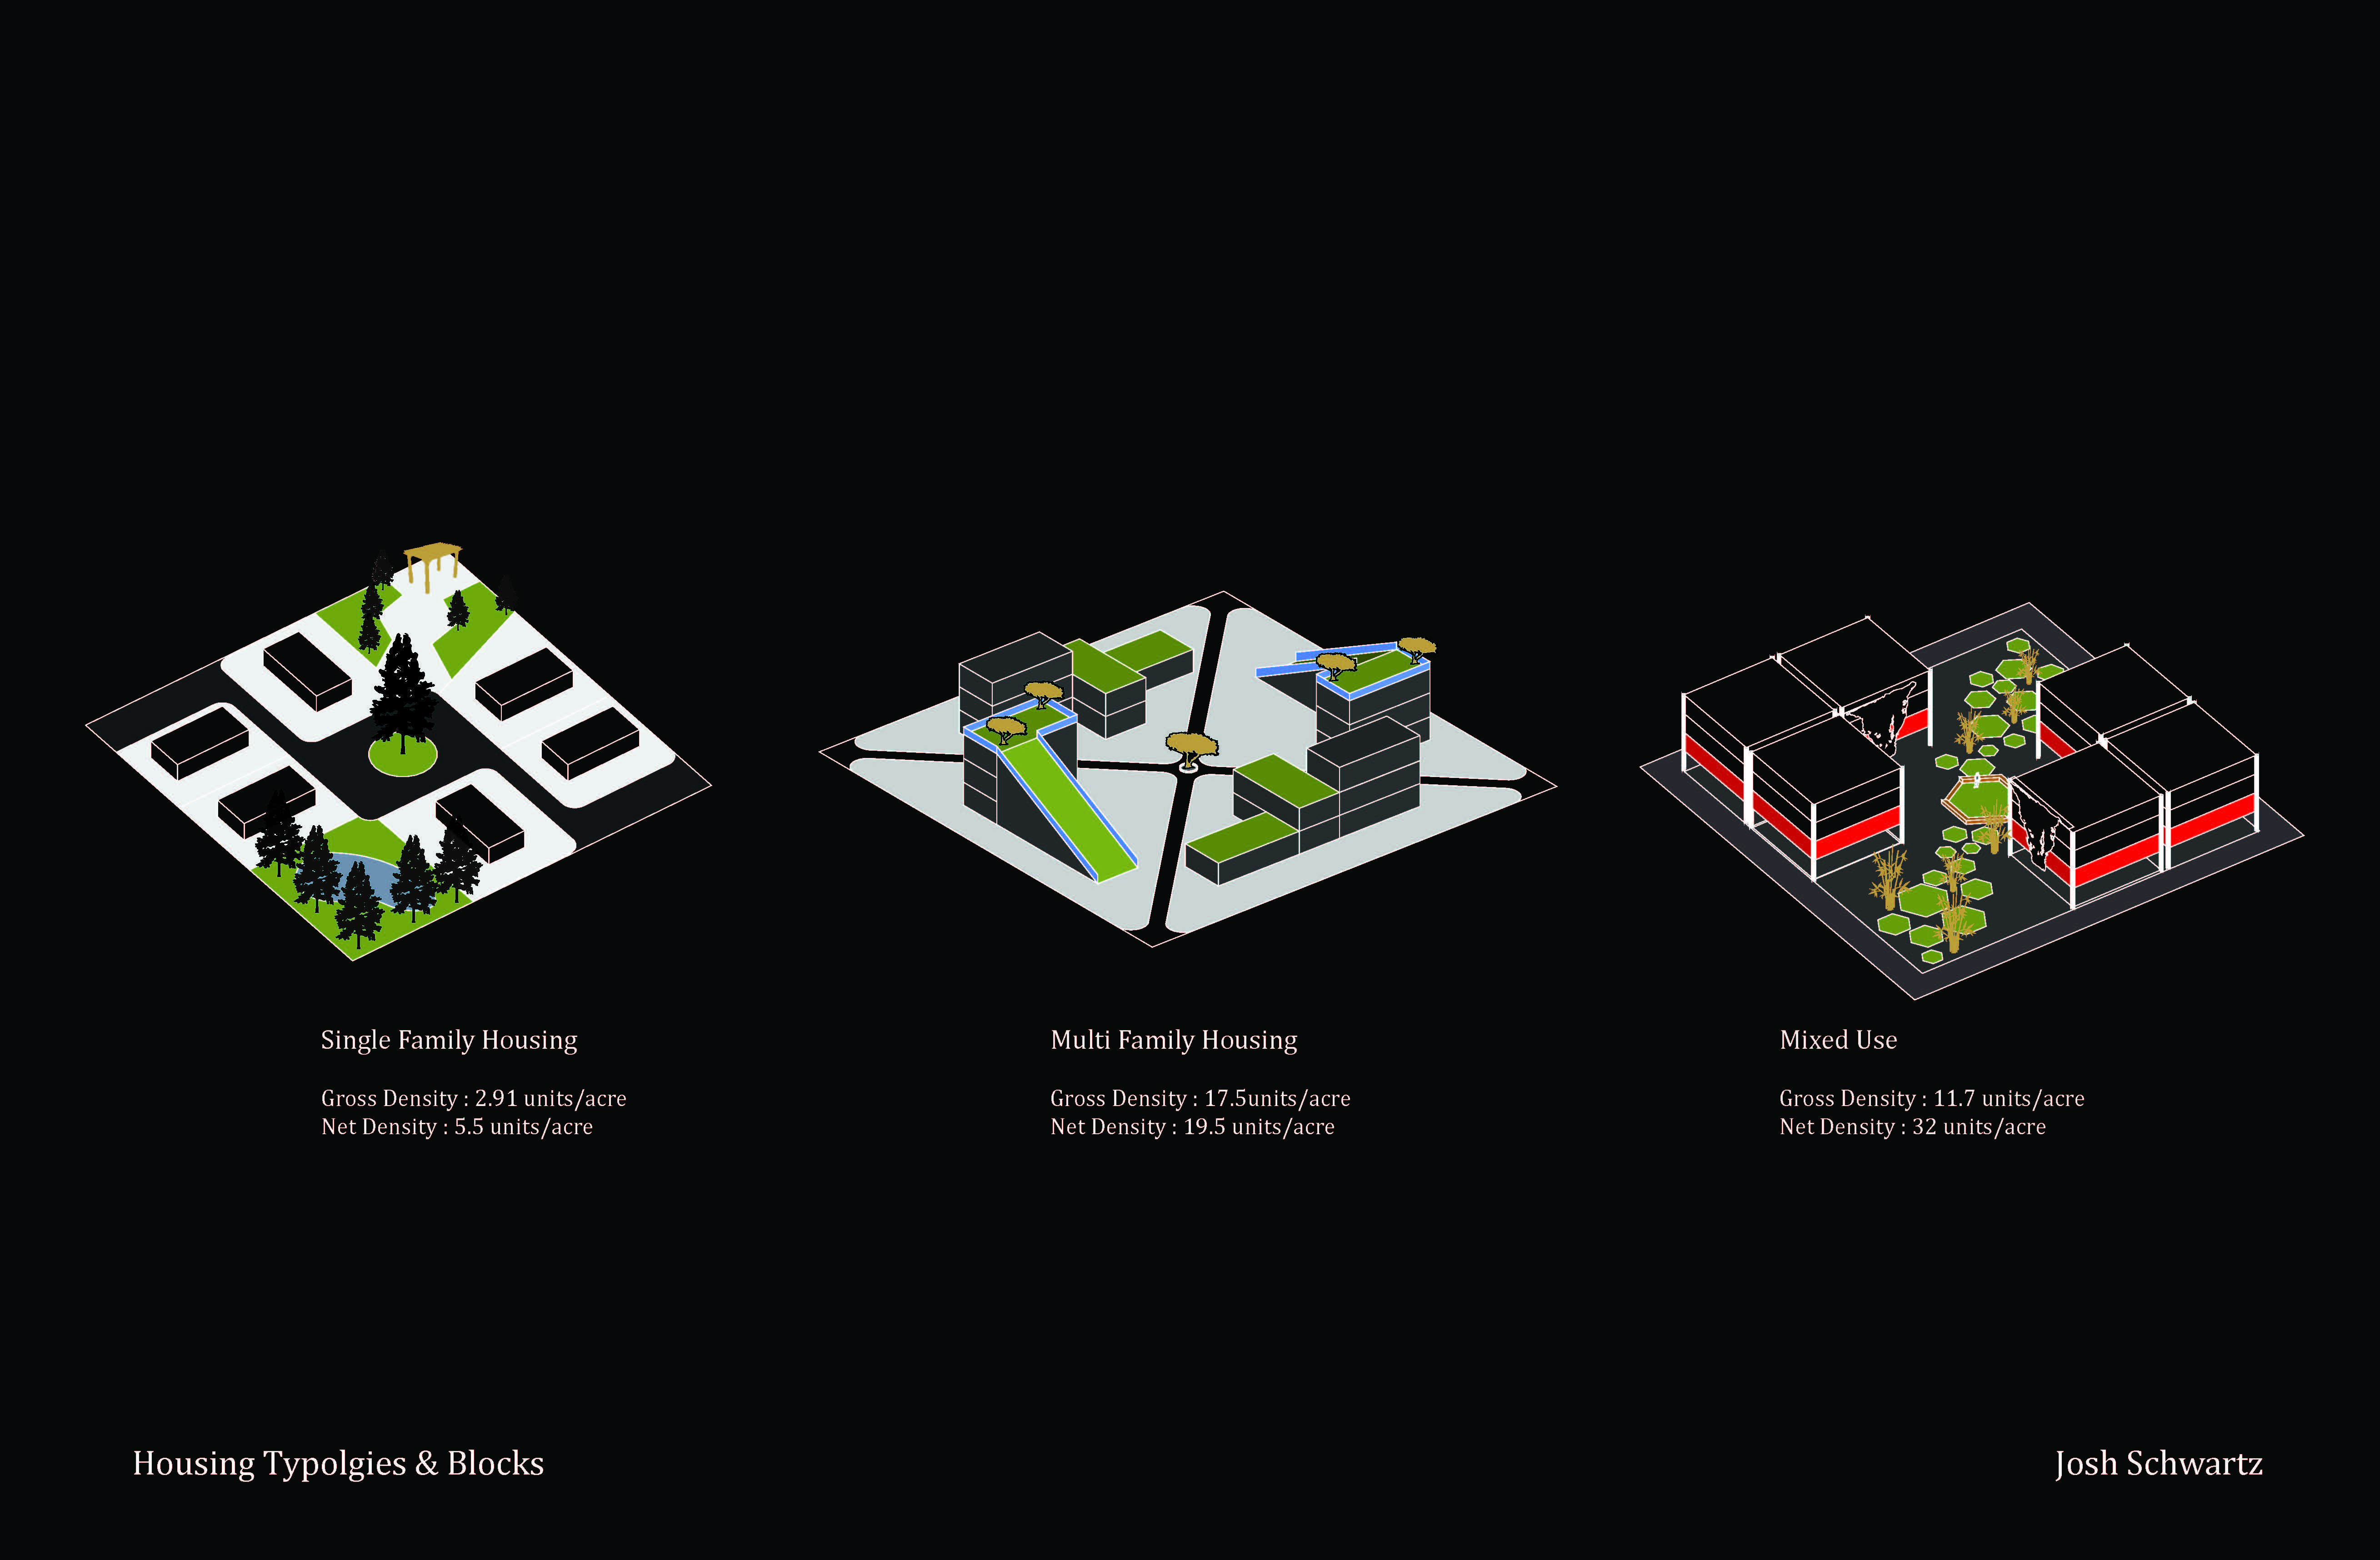 Single Family Housing
Gross Density : 2.91 units/acre
Net Density : 5.5 units/acre
Multi Family Housing
Gross Density : 17.5units/acre
Net Density : 19.5 units/acre
Mixed Use
Gross Density : 11.7 units/acre
Net Density : 32 units/acre
Housing Typolgies & Blocks
Josh Schwartz